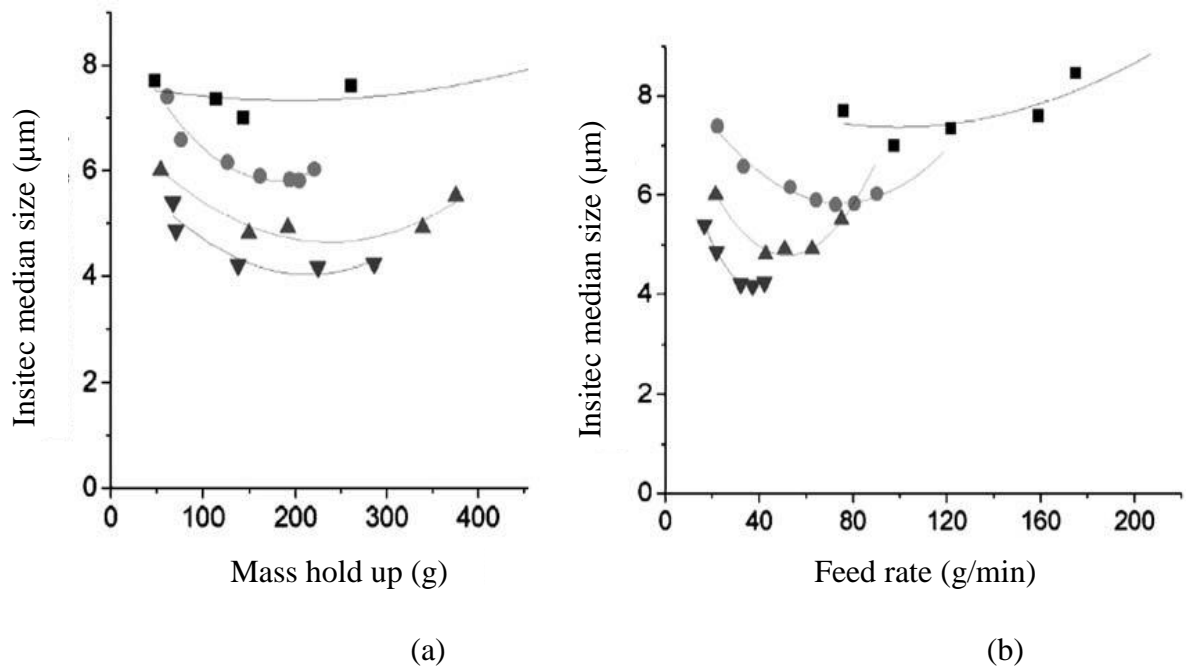 8
6
4
2
0
0 100 200 300 400
Insitec median size (µm)
Mass hold up (g)
(a)
8
6
4
2
0
0 40 80 120 160 200
Insitec median size (µm)
Feed rate (g/min)
(b)